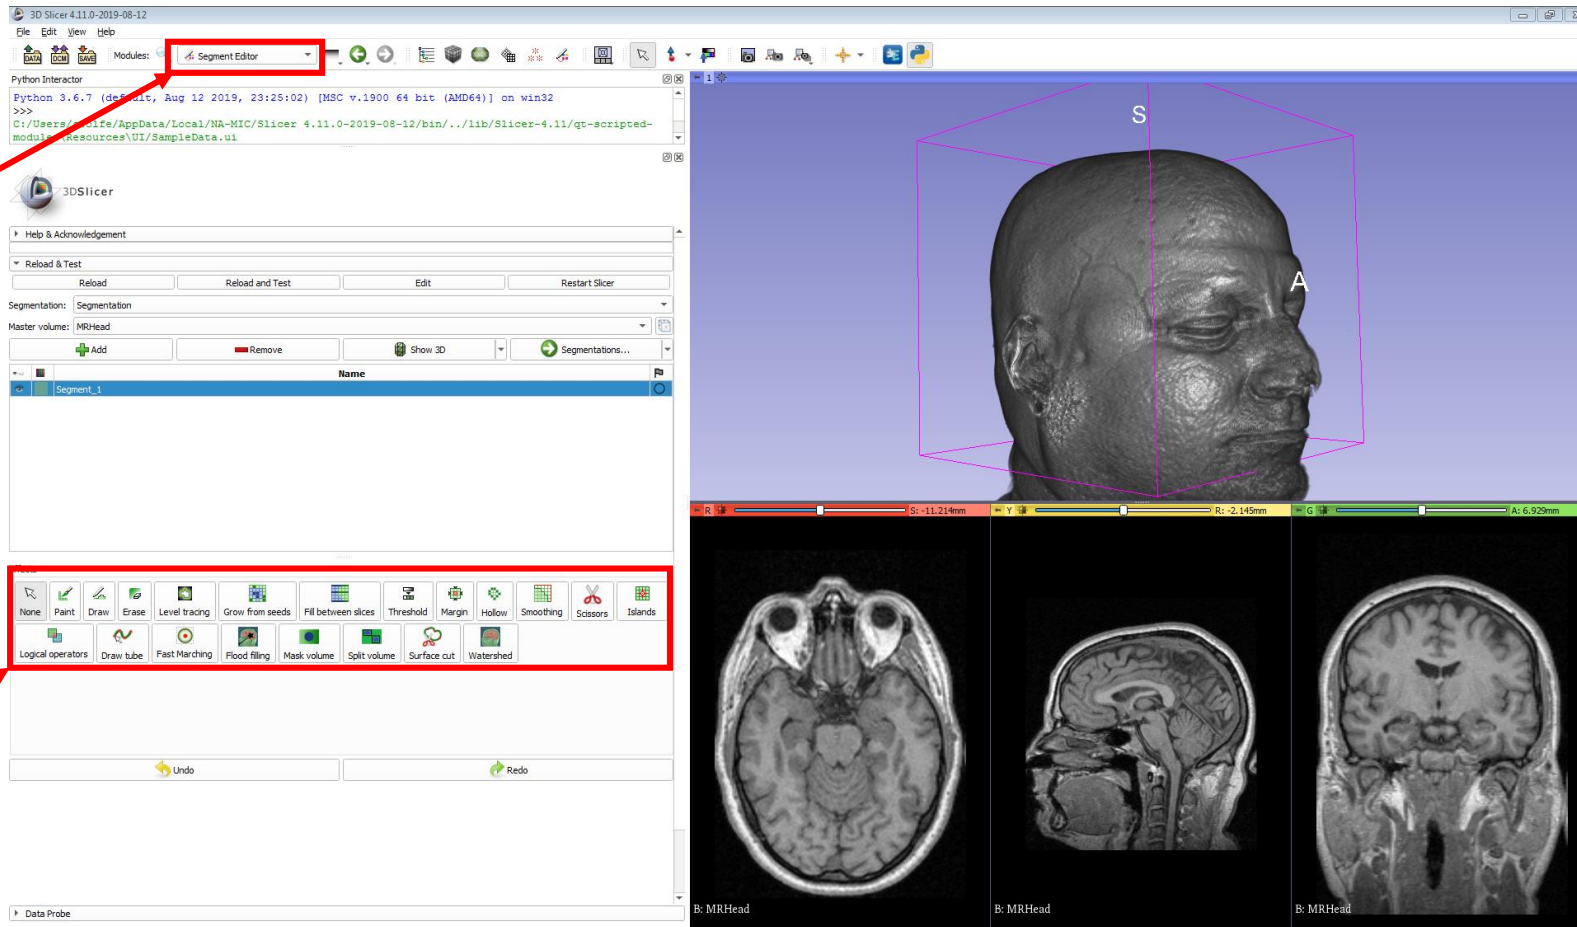 3D Slicer 4.11.0-2019-08-12
File Edit View Help
DATA DCM SAVE Modules: Segment Editor
Python Interactor
Python 3.6.7 (default, Aug 12 2019, 23:25:02) [MSC v.1900 64 bit (AMD64)] on win32
>>>
C:/Users/ /AppData/Local/NA-MIC/Slicer 4.11.0-2019-08-12/bin/../lib/Slicer-4.11/qt-scripted-
modules\Resources\UI/SampleData.ui
3DSlicer
Help & Acknowledgement
Reload & Test
Reload Reload and Test Edit Restart Slicer
Segmentation: Segmentation
Master volume: MRHead
Add Remove Show 3D Segmentations...
Name
Segment_1
None Paint Draw Erase Level tracing Grow from seeds Fill between slices Threshold Margin Hollow Smoothing Scissors Islands
Logical operators Draw tube Fast Marching Flood filling Mask volume Split volume Surface cut Watershed
Undo Redo
Data Probe
1
S
A
R S: -11.214mm
Y R: -2.145mm
G A: 6.929mm
B: MRHead
B: MRHead
B: MRHead